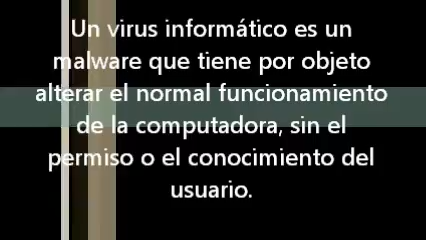 Un virus informático es un
malware que tiene por objeto
alterar el normal funcionamiento
de la computadora, sin el
permiso o el conocimiento del
usuario.